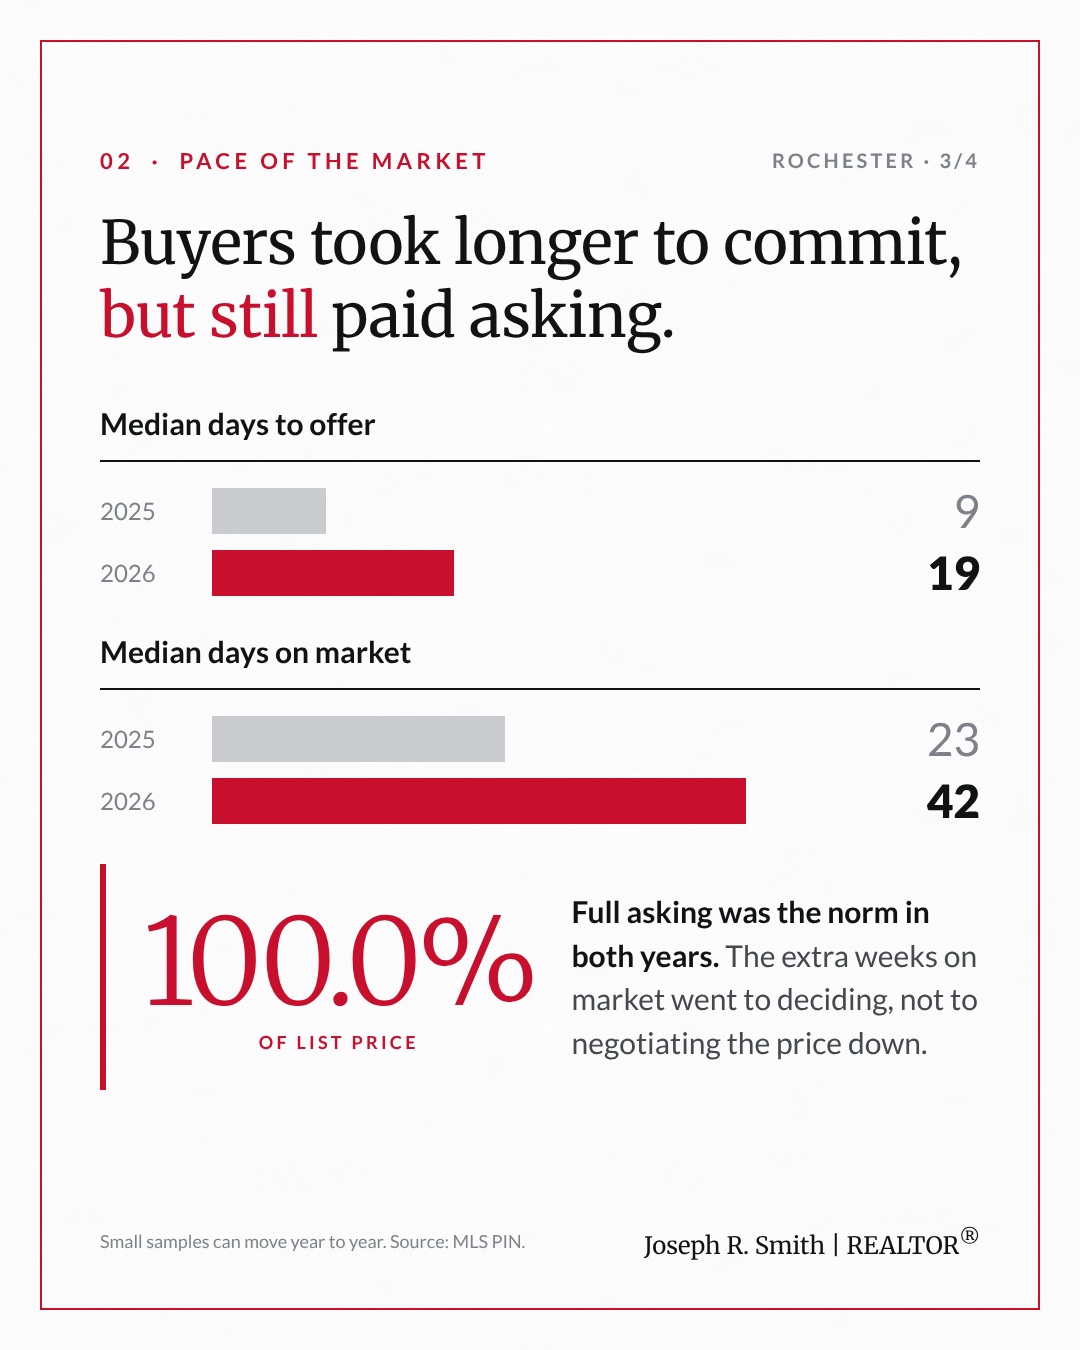 02 · PACE OF THE MARKET
ROCHESTER · 3/4
Buyers took longer to commit,
but still paid asking.
Median days to offer
2025 9
2026 19
Median days on market
2025 23
2026 42
100.0%
OF LIST PRICE
Full asking was the norm in
both years. The extra weeks on
market went to deciding, not to
negotiating the price down.
Small samples can move year to year. Source: MLS PIN.
Joseph R. Smith | REALTOR®